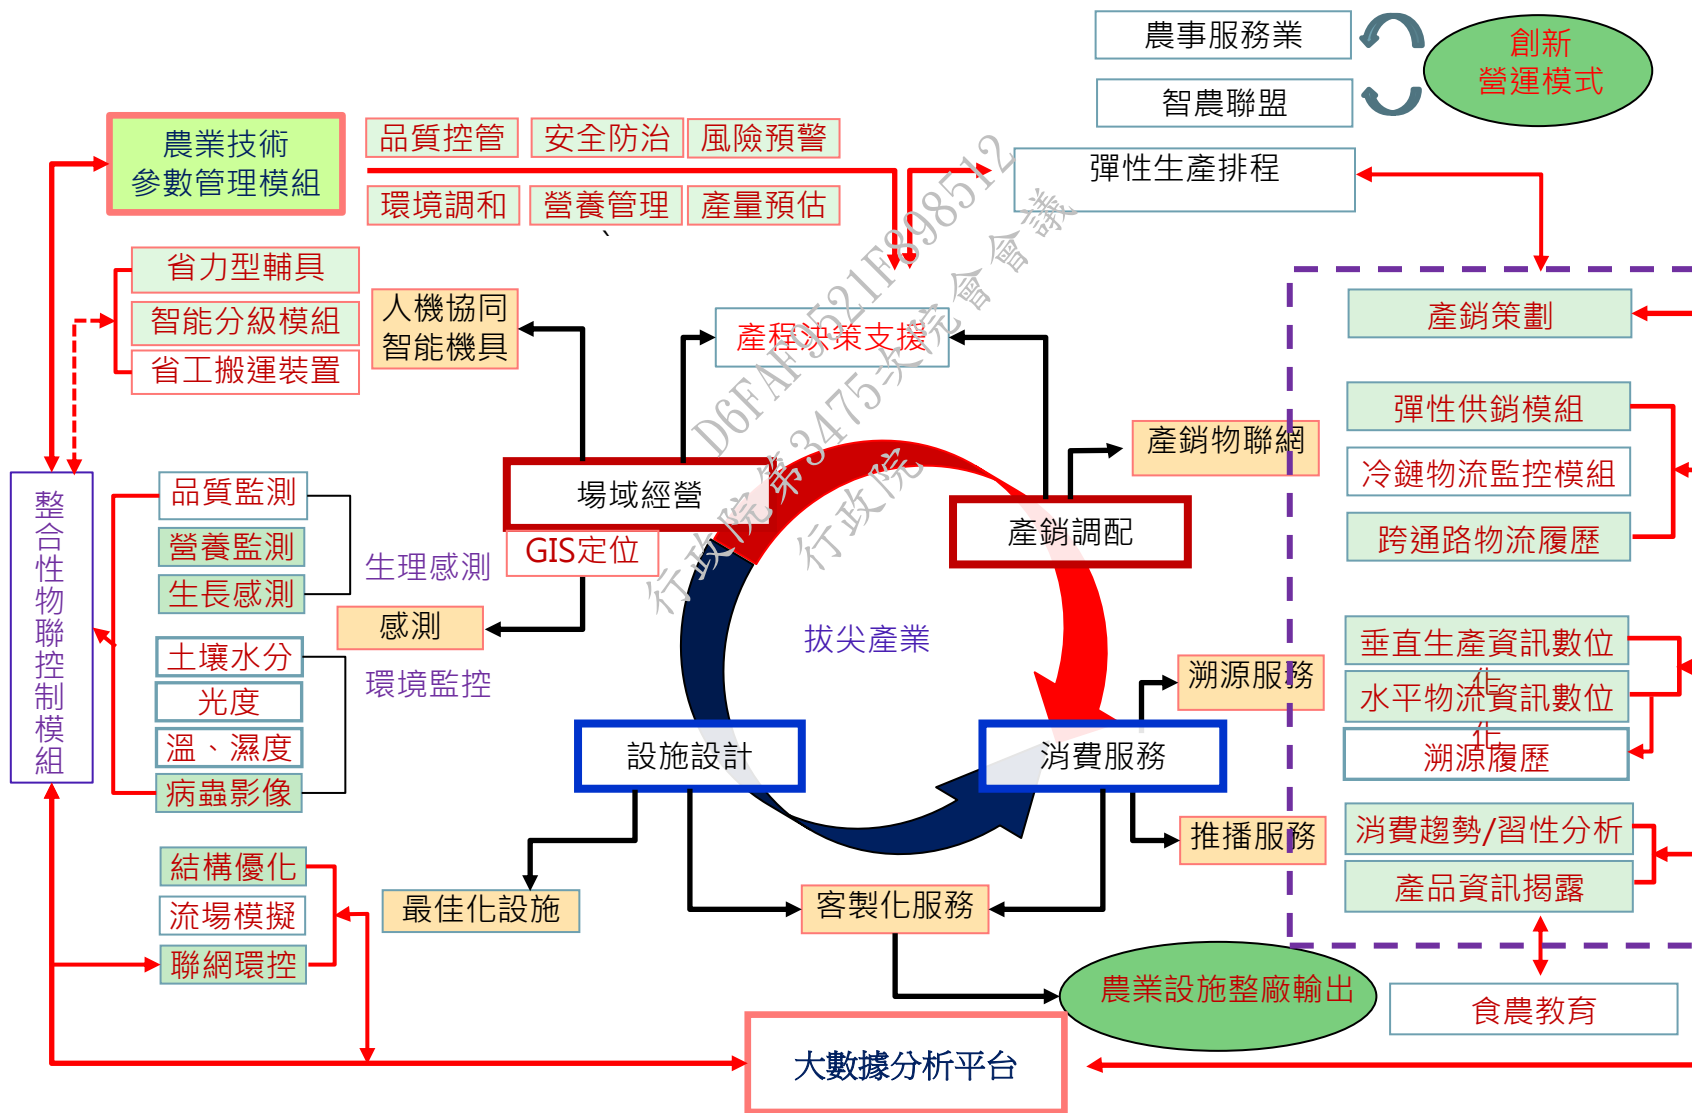 農事服務業
創新
營運模式
智農聯盟
農業技術
參數管理模組
品質控管
安全防治
風險預警
環境調和
營養管理
產量預估
、
彈性生產排程
省力型輔具
智能分級模組
省工搬運裝置
人機協同
智能機具
產程決策支援
產銷策劃
彈性供銷模組
冷鏈物流監控模組
跨通路物流履歷
產銷物聯網
場域經營
GIS定位
產銷調配
整合性物聯控制模組
品質監測
營養監測
生長感測
生理感測
感測
環境監控
土壤水分
光度
溫、濕度
病蟲影像
拔尖產業
溯源服務
垂直生產資訊數位
化
水平物流資訊數位
化
溯源履歷
設施設計
消費服務
推播服務
消費趨勢/習性分析
產品資訊揭露
結構優化
流場模擬
聯網環控
最佳化設施
客製化服務
農業設施整廠輸出
食農教育
大數據分析平台
D6FAF9521F898512
行政院第3475次院會會議
行政院